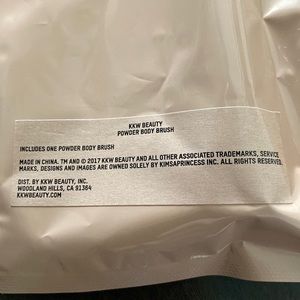 KKW BEAUTY
POWDER BODY BRUSH
INCLUDES ONE POWDER BODY BRUSH
MADE IN CHINA. TM AND © 2017 KKW BEAUTY AND ALL OTHER ASSOCIATED TRADEMARKS, SERVICE
MARKS, DESIGNS AND IMAGES ARE OWNED SOLELY BY KIMSAPRINCESS INC. ALL RIGHTS RESERVED.
DIST. BY KKW BEAUTY, INC.
WOODLAND HILLS, CA 91364
KKWBEAUTY.COM